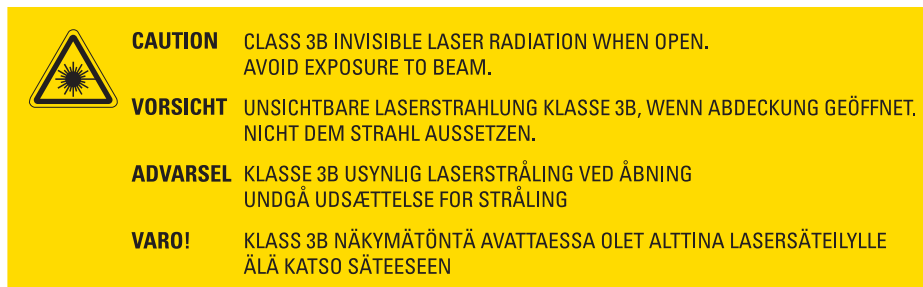 CAUTION CLASS 3B INVISIBLE LASER RADIATION WHEN OPEN.
AVOID EXPOSURE TO BEAM.
VORSICHT UNSICHTBARE LASERSTRAHLUNG KLASSE 3B, WENN ABDECKUNG GEÖFFNET.
NICHT DEM STRAHL AUSSETZEN.
ADVARSEL KLASSE 3B USYNLIG LASERSTRÅLING VED ÅBNING
UNDGÅ UDSÆTTELSE FOR STRÅLING
VARO! KLASS 3B NÄKYMÄTÖNTÄ AVATTAESSA OLET ALTTINA LASERSÄTEILYLLE
ÄLÄ KATSO SÄTEESEEN